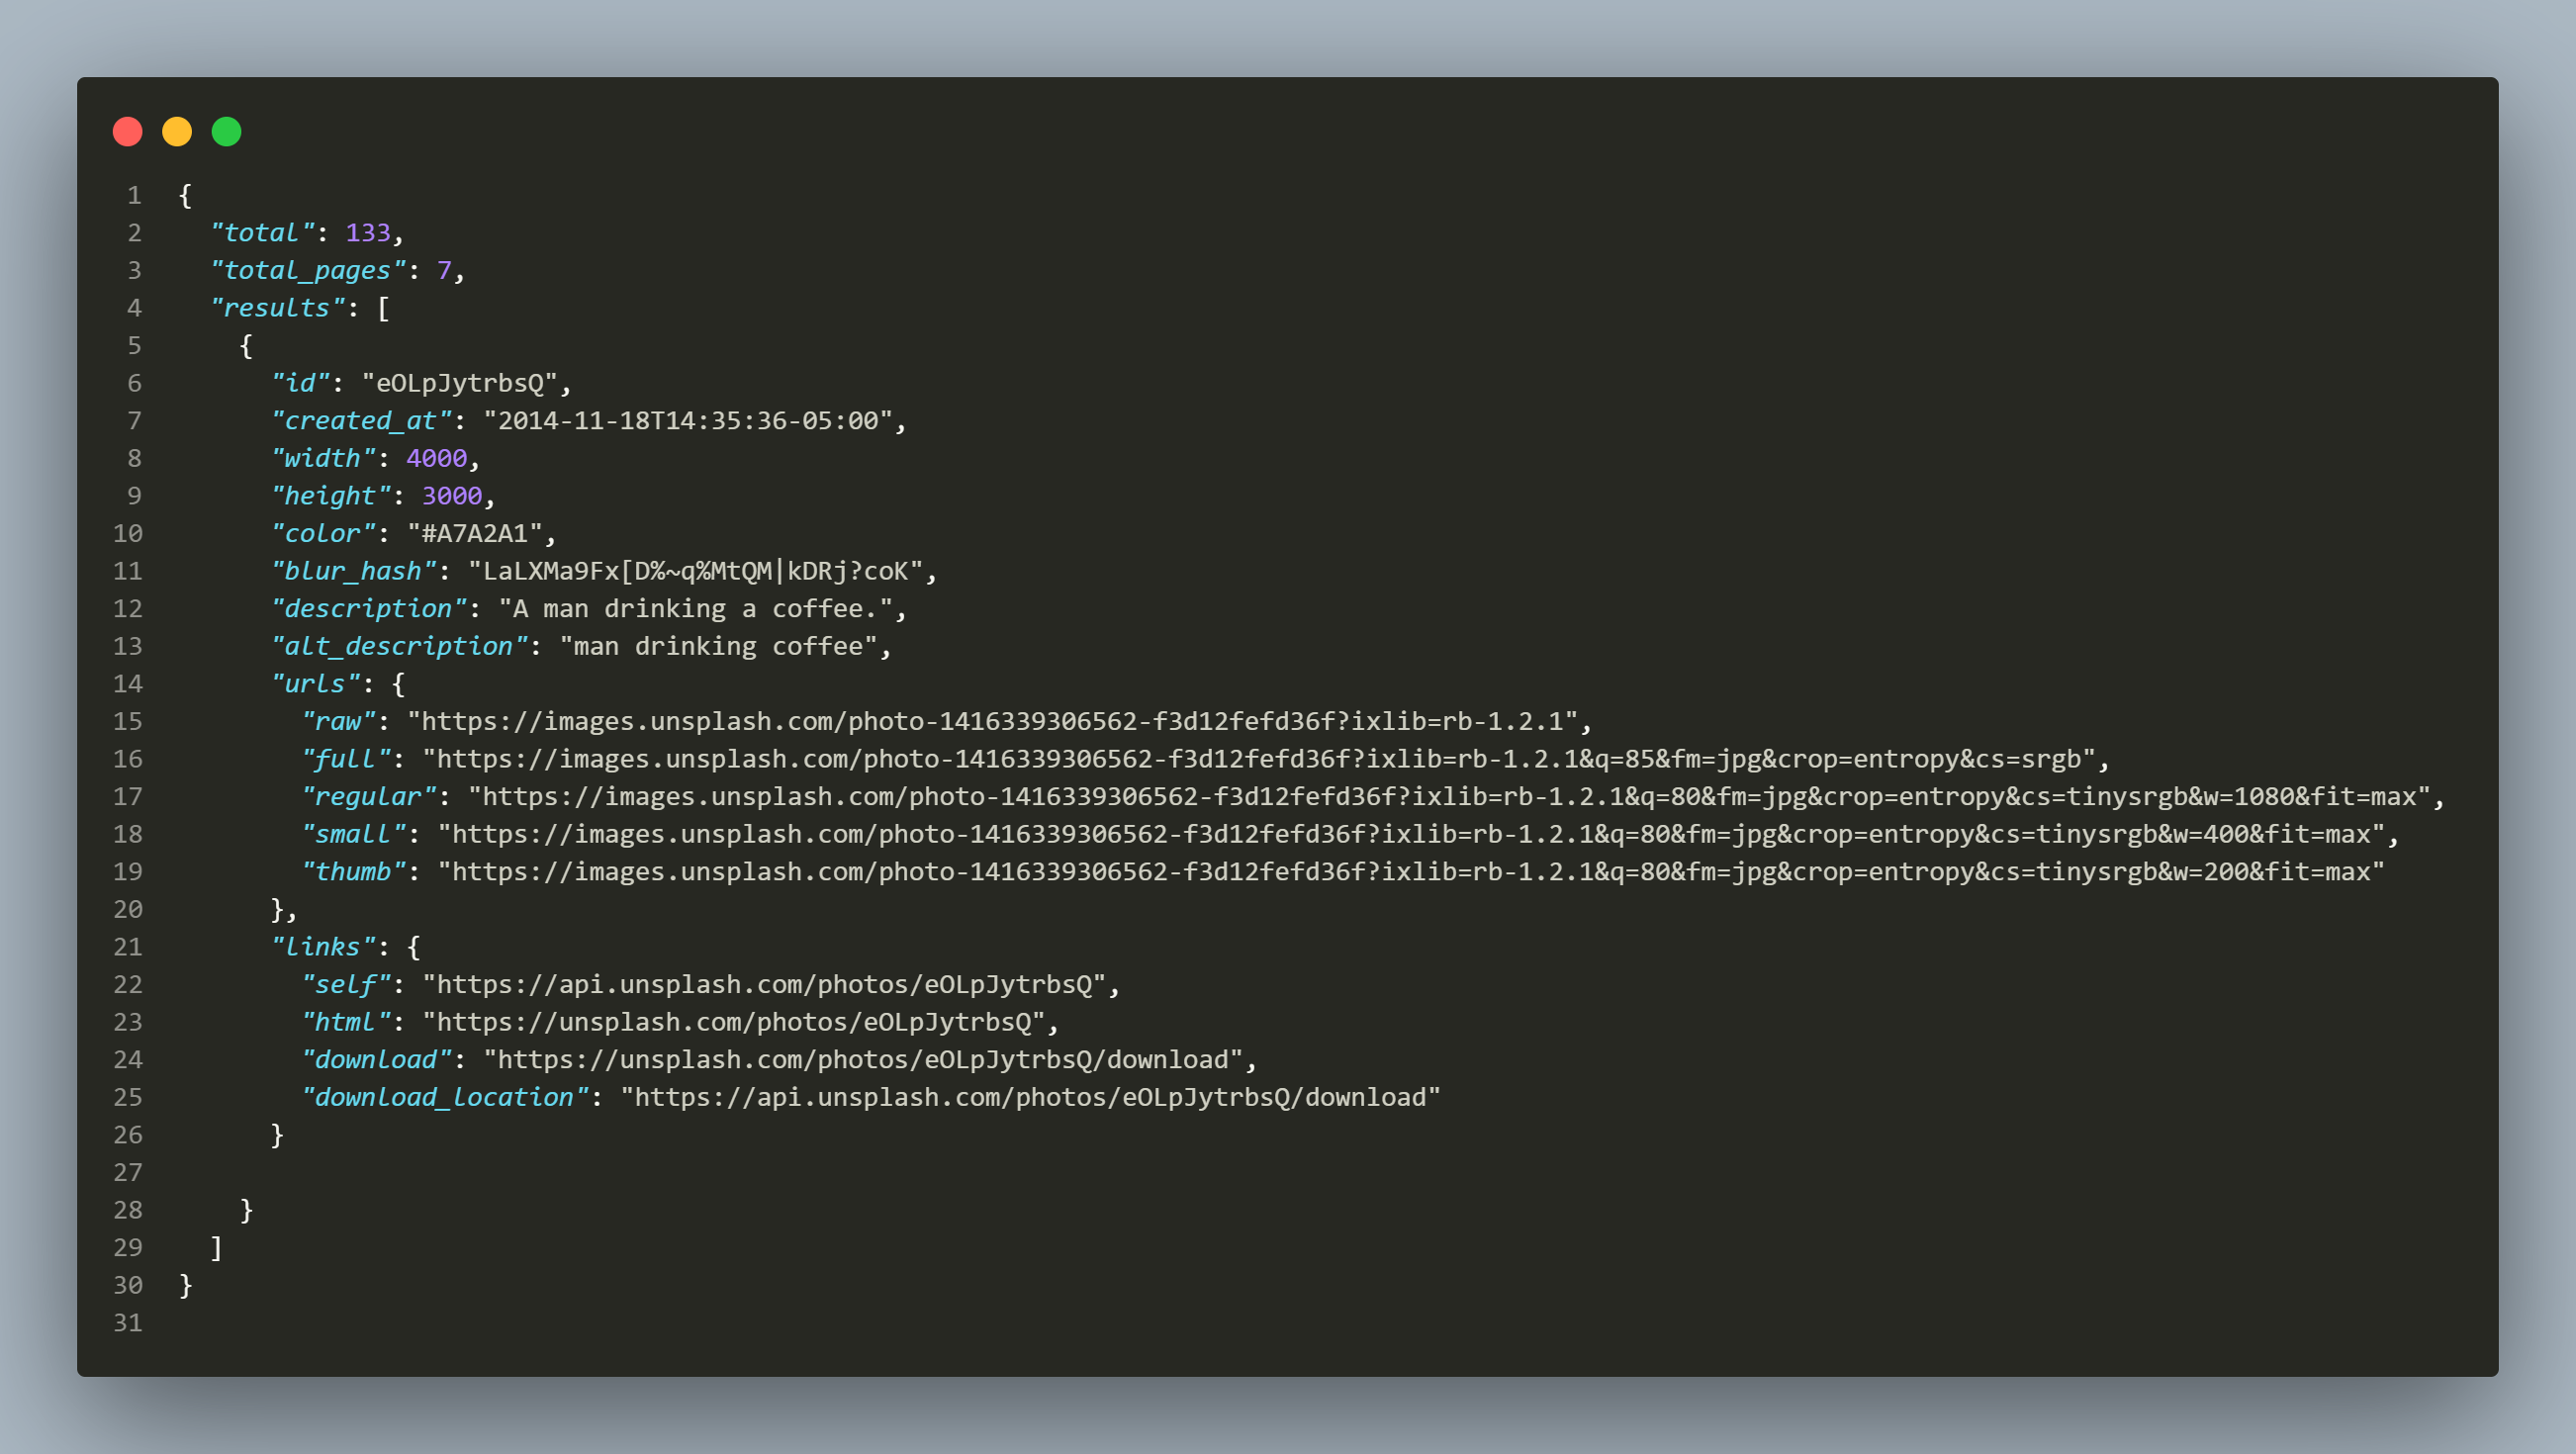 1 {
2 "total": 133,
3 "total_pages": 7,
4 "results": [
5 {
6 "id": "eOLpJytrbsQ",
7 "created_at": "2014-11-18T14:35:36-05:00",
8 "width": 4000,
9 "height": 3000,
10 "color": "#A7A2A1",
11 "blur_hash": "LaLXMa9Fx[D%~q%MtQM|kDRj?coK",
12 "description": "A man drinking a coffee.",
13 "alt_description": "man drinking coffee",
14 "urls": {
15 "raw": "https://images.unsplash.com/photo-1416339306562-f3d12fefd36f?ixlib=rb-1.2.1",
16 "full": "https://images.unsplash.com/photo-1416339306562-f3d12fefd36f?ixlib=rb-1.2.1&q=85&fm=jpg&crop=entropy&cs=srgb",
17 "regular": "https://images.unsplash.com/photo-1416339306562-f3d12fefd36f?ixlib=rb-1.2.1&q=80&fm=jpg&crop=entropy&cs=tinysrgb&w=1080&fit=max",
18 "small": "https://images.unsplash.com/photo-1416339306562-f3d12fefd36f?ixlib=rb-1.2.1&q=80&fm=jpg&crop=entropy&cs=tinysrgb&w=400&fit=max",
19 "thumb": "https://images.unsplash.com/photo-1416339306562-f3d12fefd36f?ixlib=rb-1.2.1&q=80&fm=jpg&crop=entropy&cs=tinysrgb&w=200&fit=max"
20 },
21 "links": {
22 "self": "https://api.unsplash.com/photos/eOLpJytrbsQ",
23 "html": "https://unsplash.com/photos/eOLpJytrbsQ",
24 "download": "https://unsplash.com/photos/eOLpJytrbsQ/download",
25 "download_location": "https://api.unsplash.com/photos/eOLpJytrbsQ/download"
26 }
27
28 }
29 ]
30 }
31